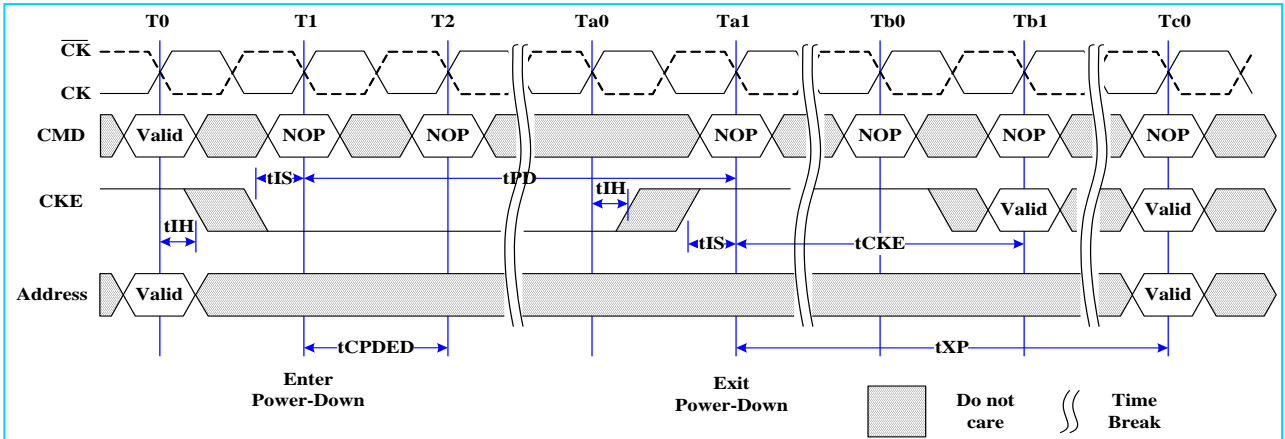 T0 T1 T2 Ta0 Ta1 Tb0 Tb1 Tc0
CK
CK
CMD Valid NOP NOP NOP NOP NOP NOP
tIS tPD tIH
CKE Valid Valid
tIH tIS tCKE
Address Valid Valid
tCPDED tXP
Enter Power-Down
Exit Power-Down
Do not care
Time Break